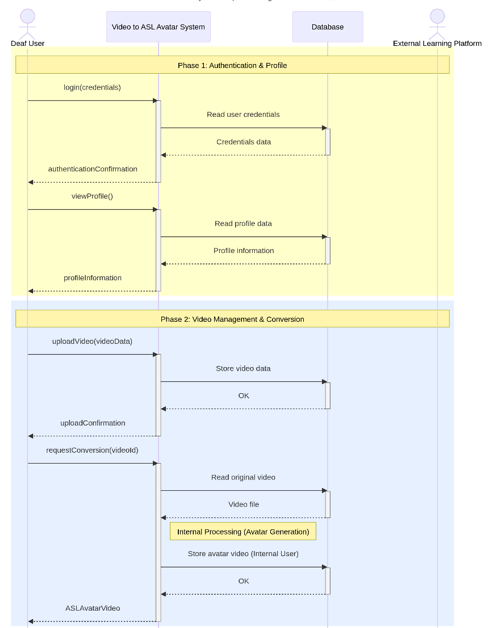 Deaf User
Video to ASL Avatar System
Database
External Learning Platform
Phase 1: Authentication & Profile
login(credentials)
Read user credentials
Credentials data
authenticationConfirmation
viewProfile()
Read profile data
Profile information
profileInformation
Phase 2: Video Management & Conversion
uploadVideo(videoData)
Store video data
OK
uploadConfirmation
requestConversion(videoId)
Read original video
Video file
Internal Processing (Avatar Generation)
Store avatar video (Internal User)
OK
ASLAvatarVideo